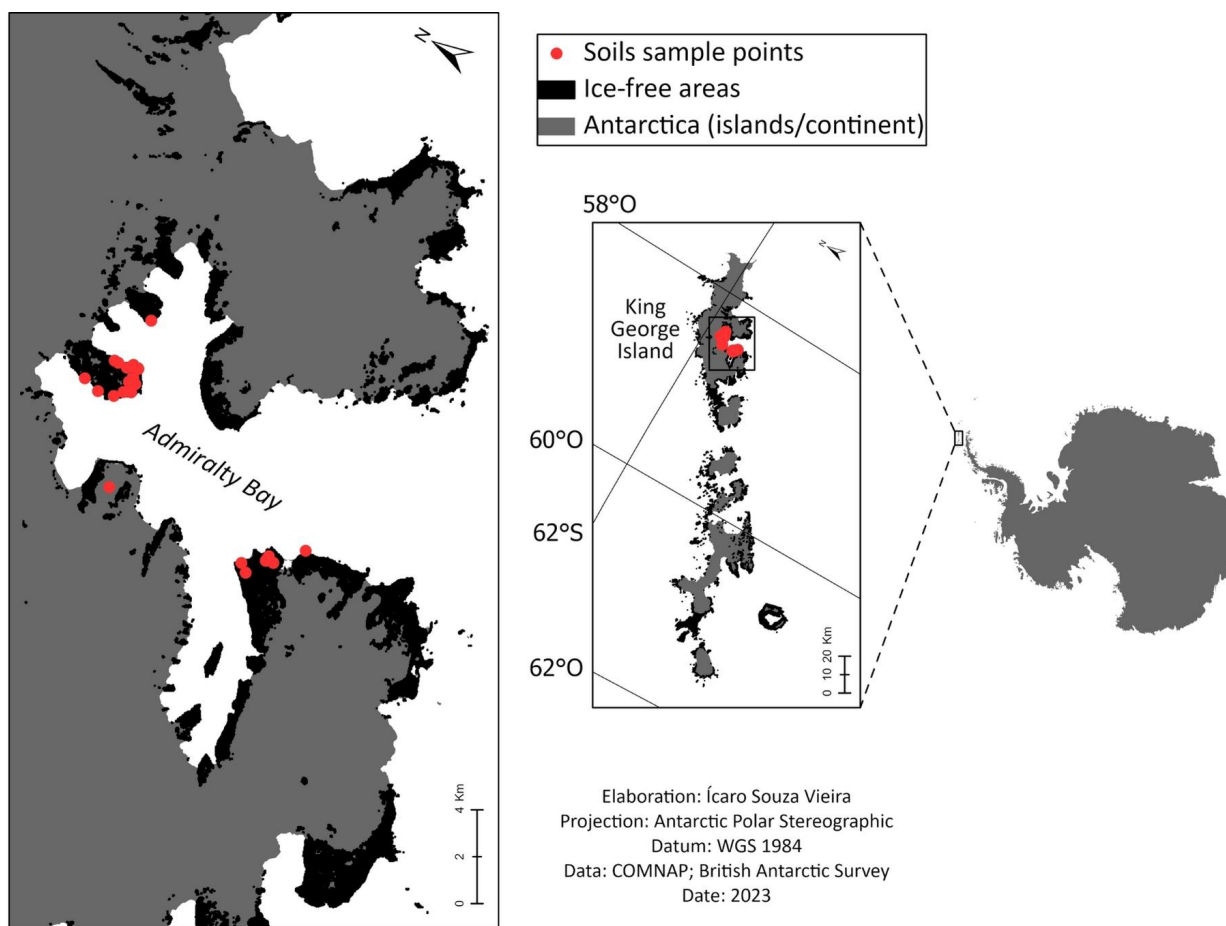 N
Admiralty Bay
0 2 4 Km
Soils sample points
Ice-free areas
Antarctica (islands/continent)
58°O
N
King
George
Island
60°O
62°S
62°O
0 10 20 Km
Elaboration: Ícaro Souza Vieira
Projection: Antarctic Polar Stereographic
Datum: WGS 1984
Data: COMNAP; British Antarctic Survey
Date: 2023